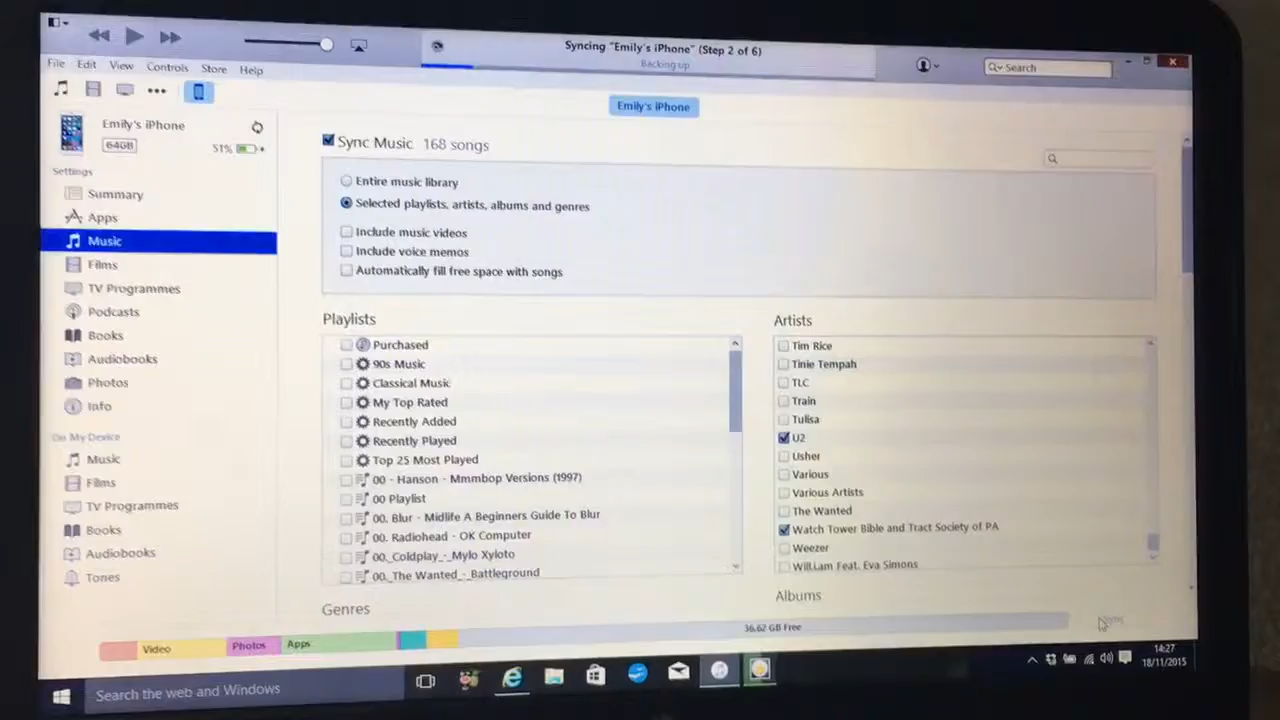 Syncing "Emily's iPhone" (Step 2 of 6)
Backing up
Search
File Edit View Controls Store Help
Emily's iPhone
Emily's iPhone
64GB
51%
Settings
Summary
Apps
Music
Films
TV Programmes
Podcasts
Books
Audiobooks
Photos
Info
On My Device
Music
Films
TV Programmes
Books
Audiobooks
Tones
Sync Music 168 songs
Entire music library
Selected playlists, artists, albums and genres
Include music videos
Include voice memos
Automatically fill free space with songs
Playlists
Purchased
90s Music
Classical Music
My Top Rated
Recently Added
Recently Played
Top 25 Most Played
00 - Hanson - Mmmbop Versions (1997)
00 Playlist
00. Blur - Midlife A Beginners Guide To Blur
00. Radiohead - OK Computer
00._Coldplay_-_Mylo Xyloto
00._The Wanted_-_Battleground
Artists
Tim Rice
Tinie Tempah
TLC
Train
Tulisa
U2
Usher
Various
Various Artists
The Wanted
Watch Tower Bible and Tract Society of PA
Weezer
Will.i.am Feat. Eva Simons
Genres
Albums
Video
Photos
Apps
36.62 GB Free
Search the web and Windows
14:27
18/11/2015